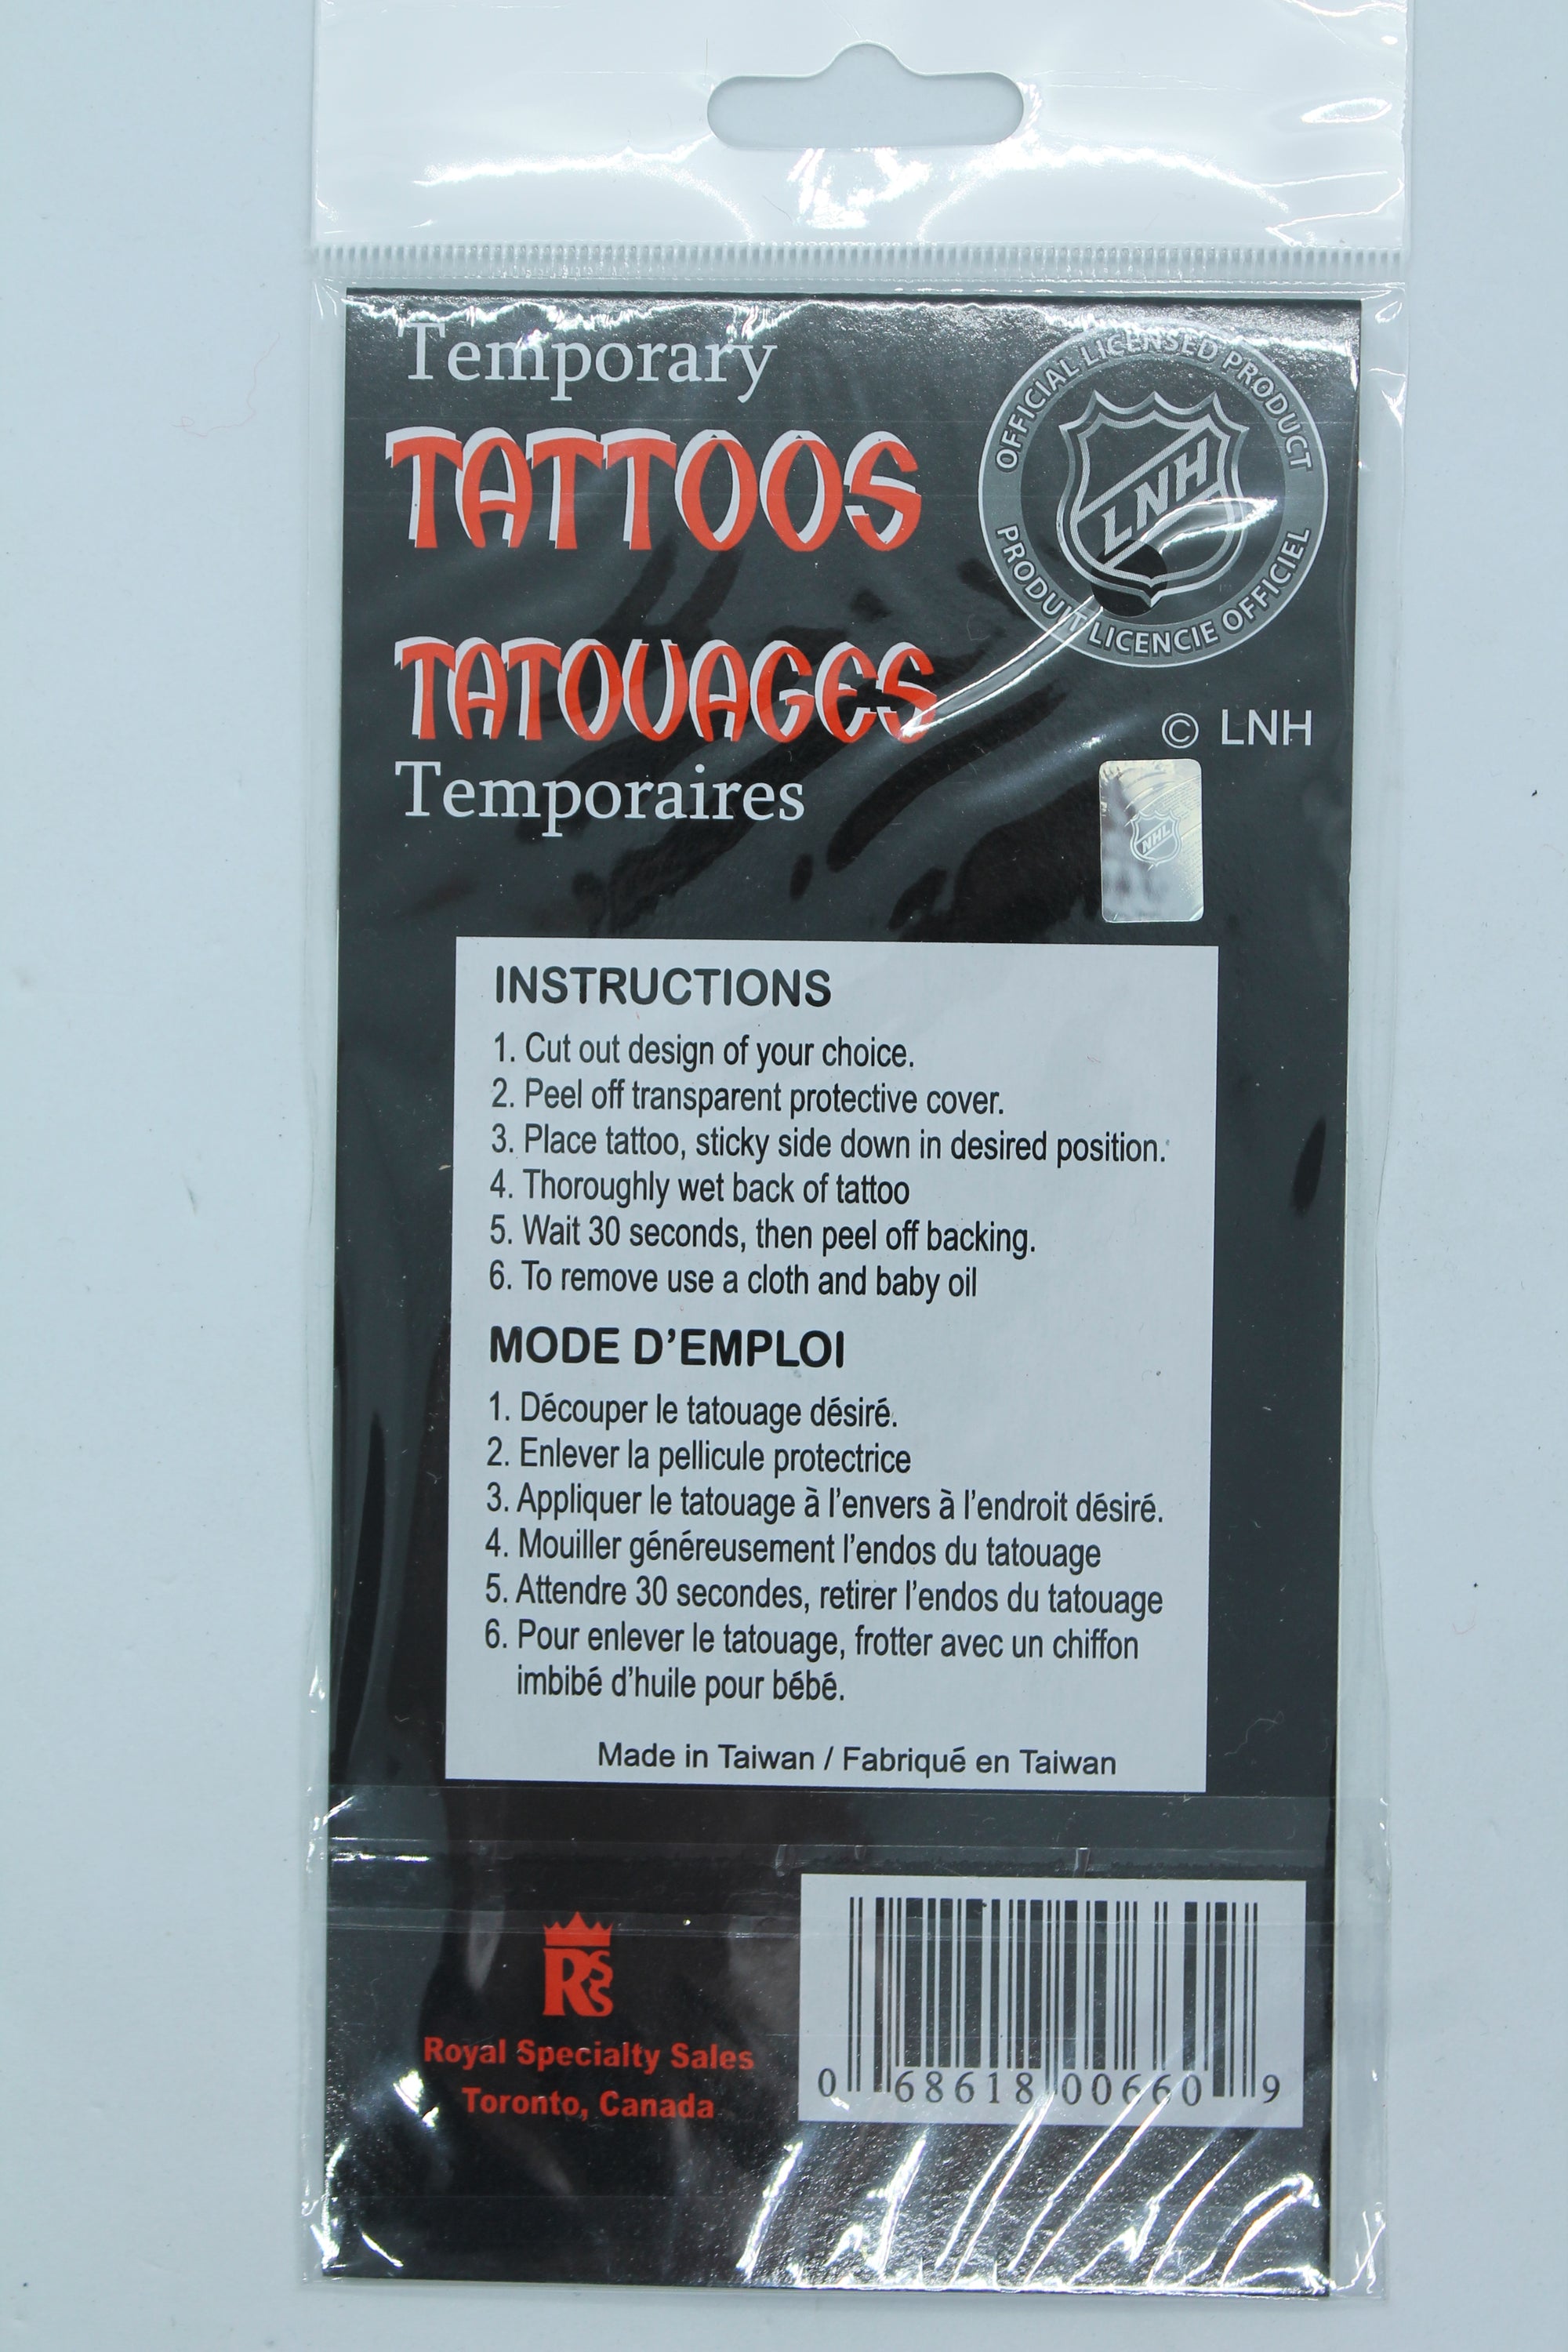 Temporary
TATTOOS
OFFICIAL LICENSED PRODUCT
LNH
PRODUIT LICENCIE OFFICIEL
TATOUAGES
Temporaires
© LNH
NHL
INSTRUCTIONS
1. Cut out design of your choice.
2. Peel off transparent protective cover.
3. Place tattoo, sticky side down in desired position.
4. Thoroughly wet back of tattoo
5. Wait 30 seconds, then peel off backing.
6. To remove use a cloth and baby oil
MODE D'EMPLOI
1. Découper le tatouage désiré.
2. Enlever la pellicule protectrice
3. Appliquer le tatouage à l'envers à l'endroit désiré.
4. Mouiller généreusement l'endos du tatouage
5. Attendre 30 secondes, retirer l'endos du tatouage
6. Pour enlever le tatouage, frotter avec un chiffon
imbibé d'huile pour bébé.
Made in Taiwan / Fabriqué en Taiwan
RSS
Royal Specialty Sales
Toronto, Canada
0 68618 00660 9